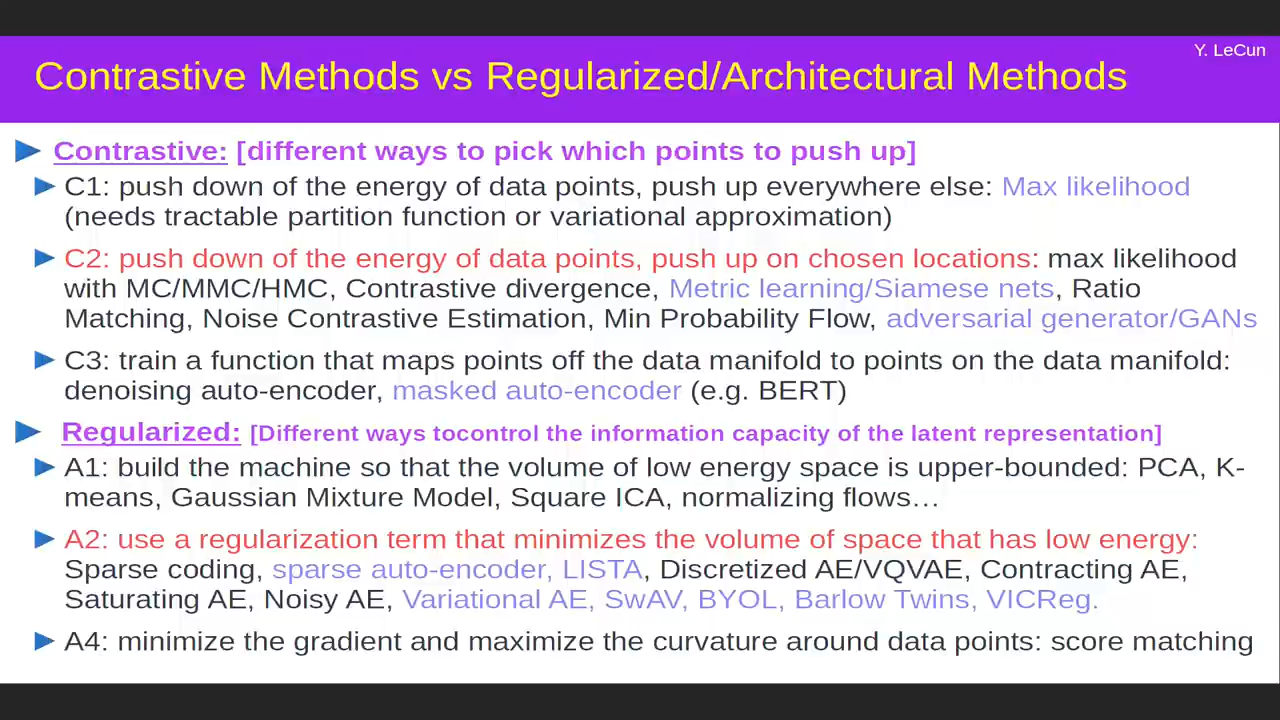 Y. LeCun
Contrastive Methods vs Regularized/Architectural Methods
Contrastive: [different ways to pick which points to push up]
C1: push down of the energy of data points, push up everywhere else: Max likelihood
(needs tractable partition function or variational approximation)
C2: push down of the energy of data points, push up on chosen locations: max likelihood
with MC/MMC/HMC, Contrastive divergence, Metric learning/Siamese nets, Ratio
Matching, Noise Contrastive Estimation, Min Probability Flow, adversarial generator/GANs
C3: train a function that maps points off the data manifold to points on the data manifold:
denoising auto-encoder, masked auto-encoder (e.g. BERT)
Regularized: [Different ways tocontrol the information capacity of the latent representation]
A1: build the machine so that the volume of low energy space is upper-bounded: PCA, K-
means, Gaussian Mixture Model, Square ICA, normalizing flows…
A2: use a regularization term that minimizes the volume of space that has low energy:
Sparse coding, sparse auto-encoder, LISTA, Discretized AE/VQVAE, Contracting AE,
Saturating AE, Noisy AE, Variational AE, SwAV, BYOL, Barlow Twins, VICReg.
A4: minimize the gradient and maximize the curvature around data points: score matching